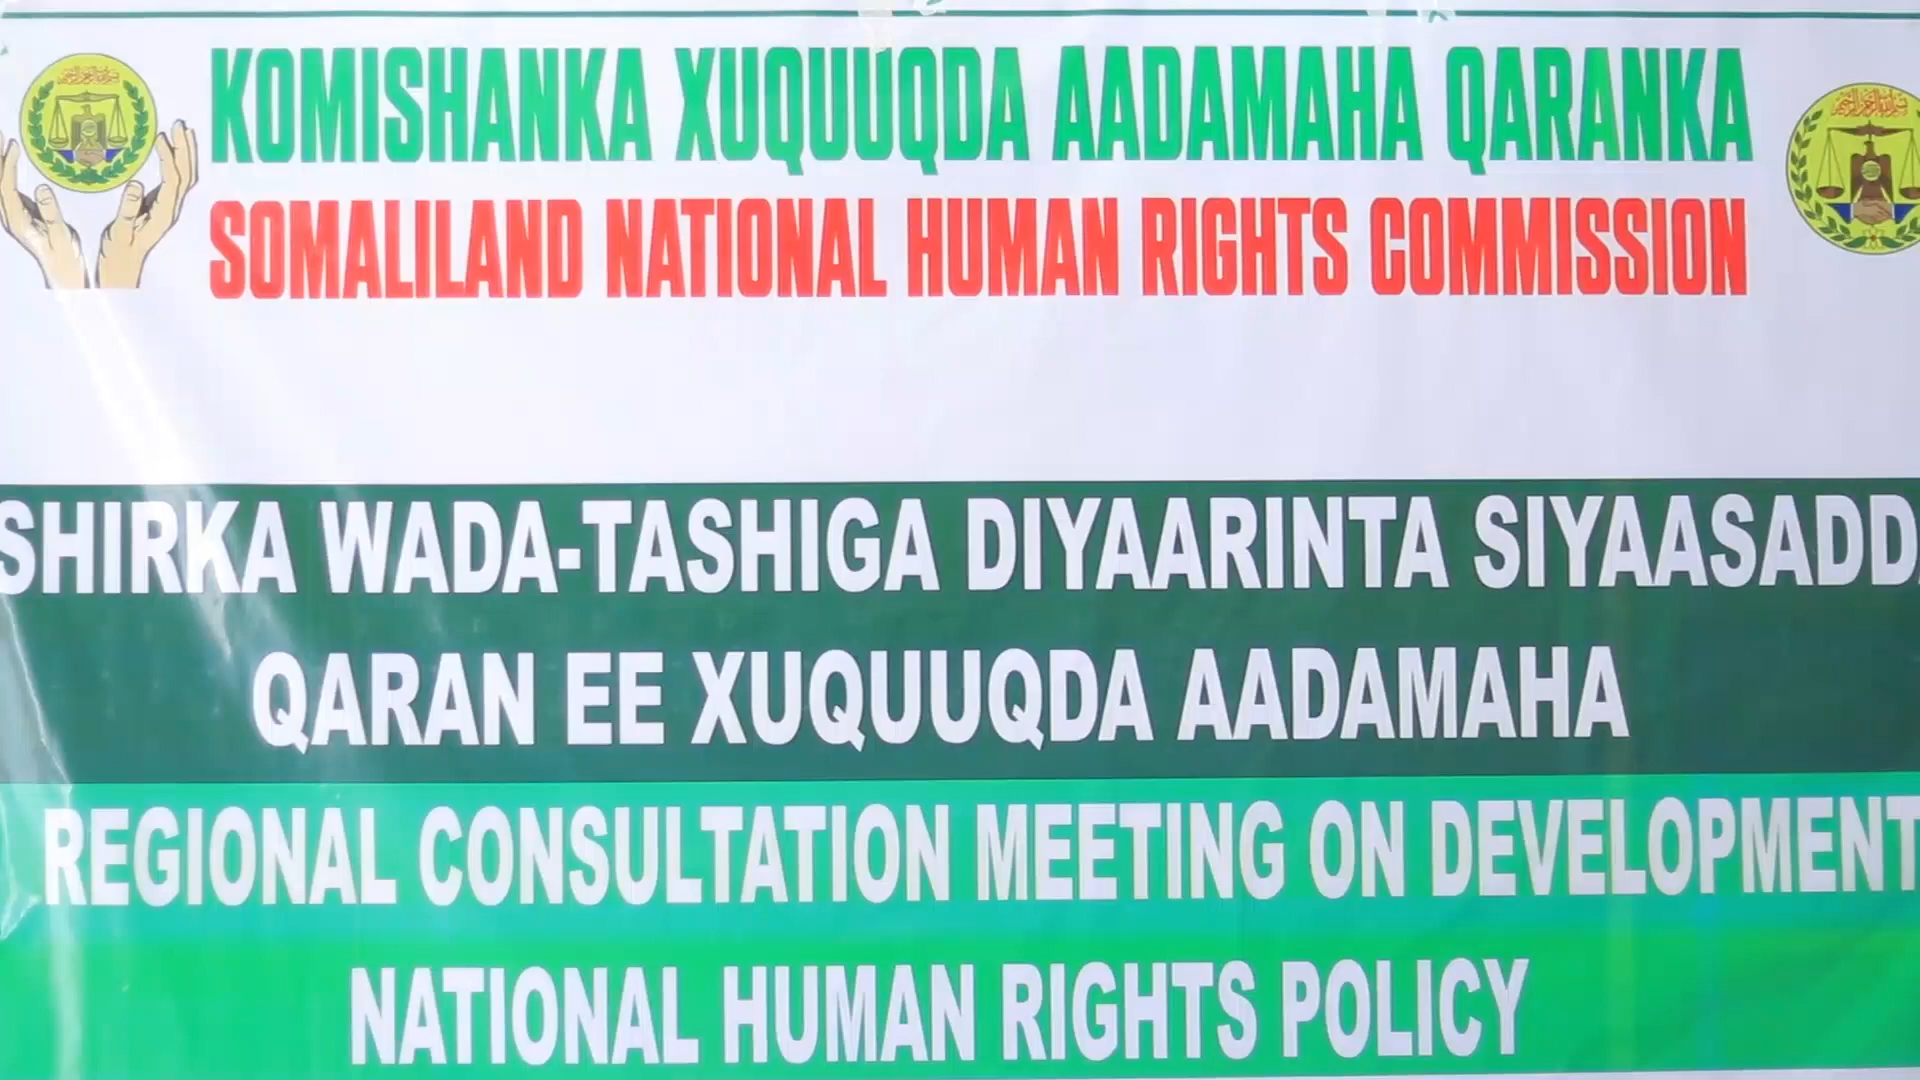 KOMISHANKA XUQUUQDA AADAMAHA QARANKA
SOMALILAND NATIONAL HUMAN RIGHTS COMMISSION
SHIRKA WADA-TASHIGA DIYAARINTA SIYAASADDA
QARAN EE XUQUUQDA AADAMAHA
REGIONAL CONSULTATION MEETING ON DEVELOPMENT
NATIONAL HUMAN RIGHTS POLICY